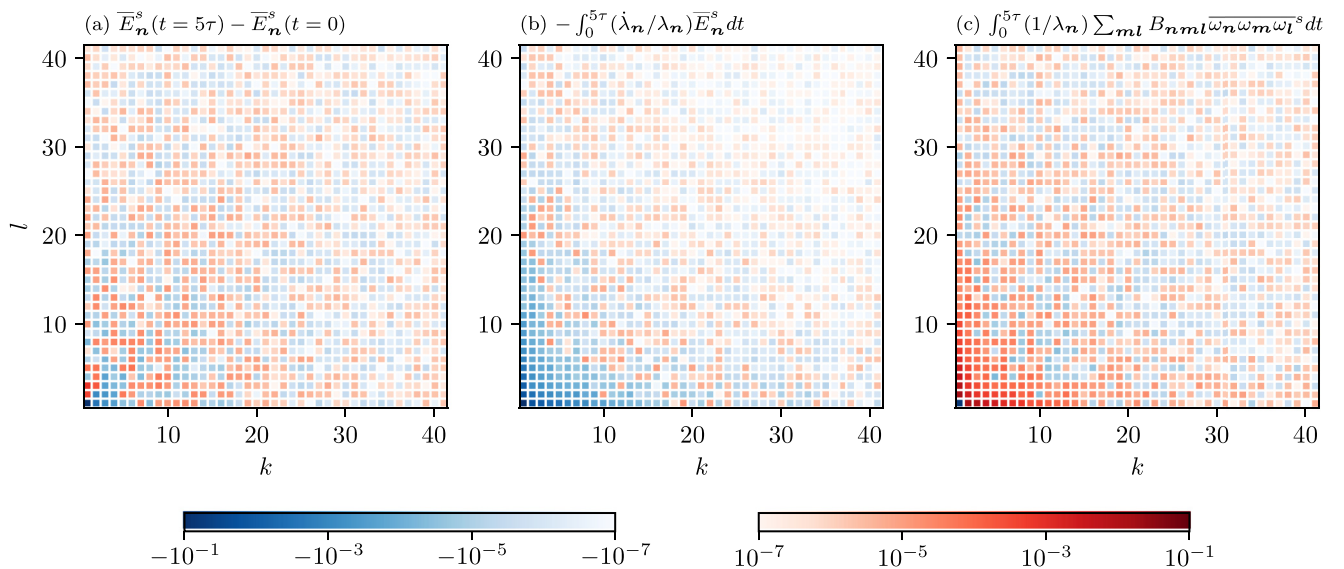 (a) $\overline{E}^s_{\boldsymbol{n}}(t = 5\tau) - \overline{E}^s_{\boldsymbol{n}}(t = 0)$
(b) $-\int_0^{5\tau}(\dot{\lambda}_{\boldsymbol{n}}/\lambda_{\boldsymbol{n}})\overline{E}^s_{\boldsymbol{n}}dt$
(c) $\int_0^{5\tau}(1/\lambda_{\boldsymbol{n}})\sum_{\boldsymbol{ml}} B_{\boldsymbol{nml}}\overline{\omega_{\boldsymbol{n}}\omega_{\boldsymbol{m}}\omega_{\boldsymbol{l}}}^s dt$
40
30
20
10
l
10 20 30 40
k
40
30
20
10
10 20 30 40
k
40
30
20
10
10 20 30 40
k
$-10^{-1}$ $-10^{-3}$ $-10^{-5}$ $-10^{-7}$
$10^{-7}$ $10^{-5}$ $10^{-3}$ $10^{-1}$